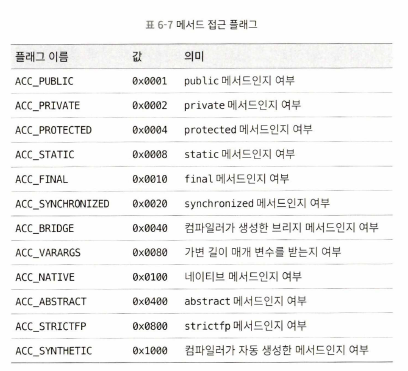 표 6-7 메서드 접근 플래그
플래그 이름 값 의미
ACC_PUBLIC 0x0001 public 메서드인지 여부
ACC_PRIVATE 0x0002 private 메서드인지 여부
ACC_PROTECTED 0x0004 protected 메서드인지 여부
ACC_STATIC 0x0008 static 메서드인지 여부
ACC_FINAL 0x0010 final 메서드인지 여부
ACC_SYNCHRONIZED 0x0020 synchronized 메서드인지 여부
ACC_BRIDGE 0x0040 컴파일러가 생성한 브리지 메서드인지 여부
ACC_VARARGS 0x0080 가변 길이 매개 변수를 받는지 여부
ACC_NATIVE 0x0100 네이티브 메서드인지 여부
ACC_ABSTRACT 0x0400 abstract 메서드인지 여부
ACC_STRICTFP 0x0800 strictfp 메서드인지 여부
ACC_SYNTHETIC 0x1000 컴파일러가 자동 생성한 메서드인지 여부